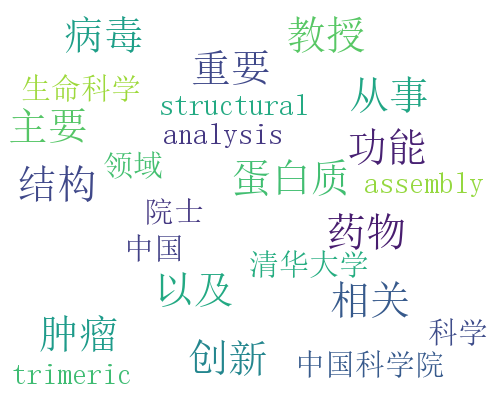 病毒
教授
重要
生命科学
从事
structural
主要
analysis
功能
领域
结构
蛋白质
assembly
院士
药物
中国
清华大学
以及
相关
肿瘤
科学
创新
中国科学院
trimeric